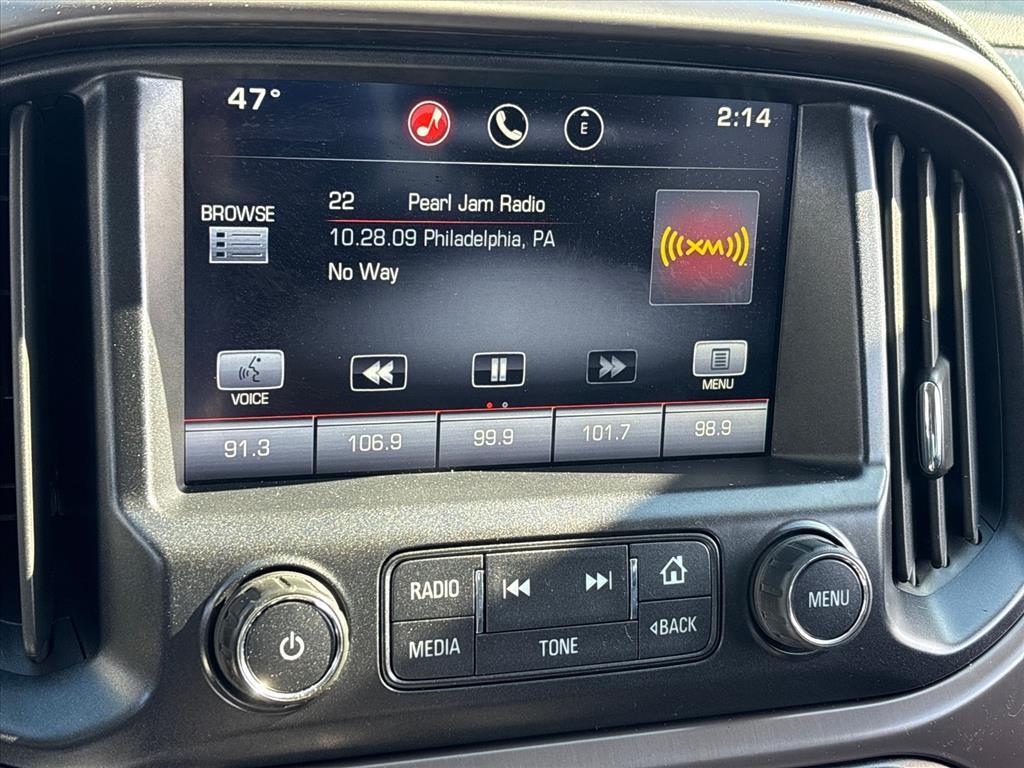 47°
E
2:14
BROWSE
22 Pearl Jam Radio
10.28.09 Philadelphia, PA
No Way
((((XM))))
VOICE
MENU
91.3 106.9 99.9 101.7 98.9
RADIO
MEDIA
TONE
BACK
MENU